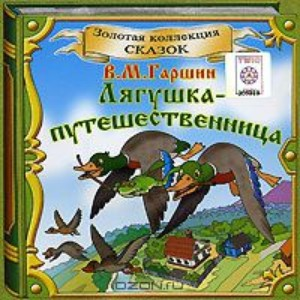 Золотая коллекция
СКАЗОК
В.М.Гаршин
Лягушка-
путешественница
ozon.ru